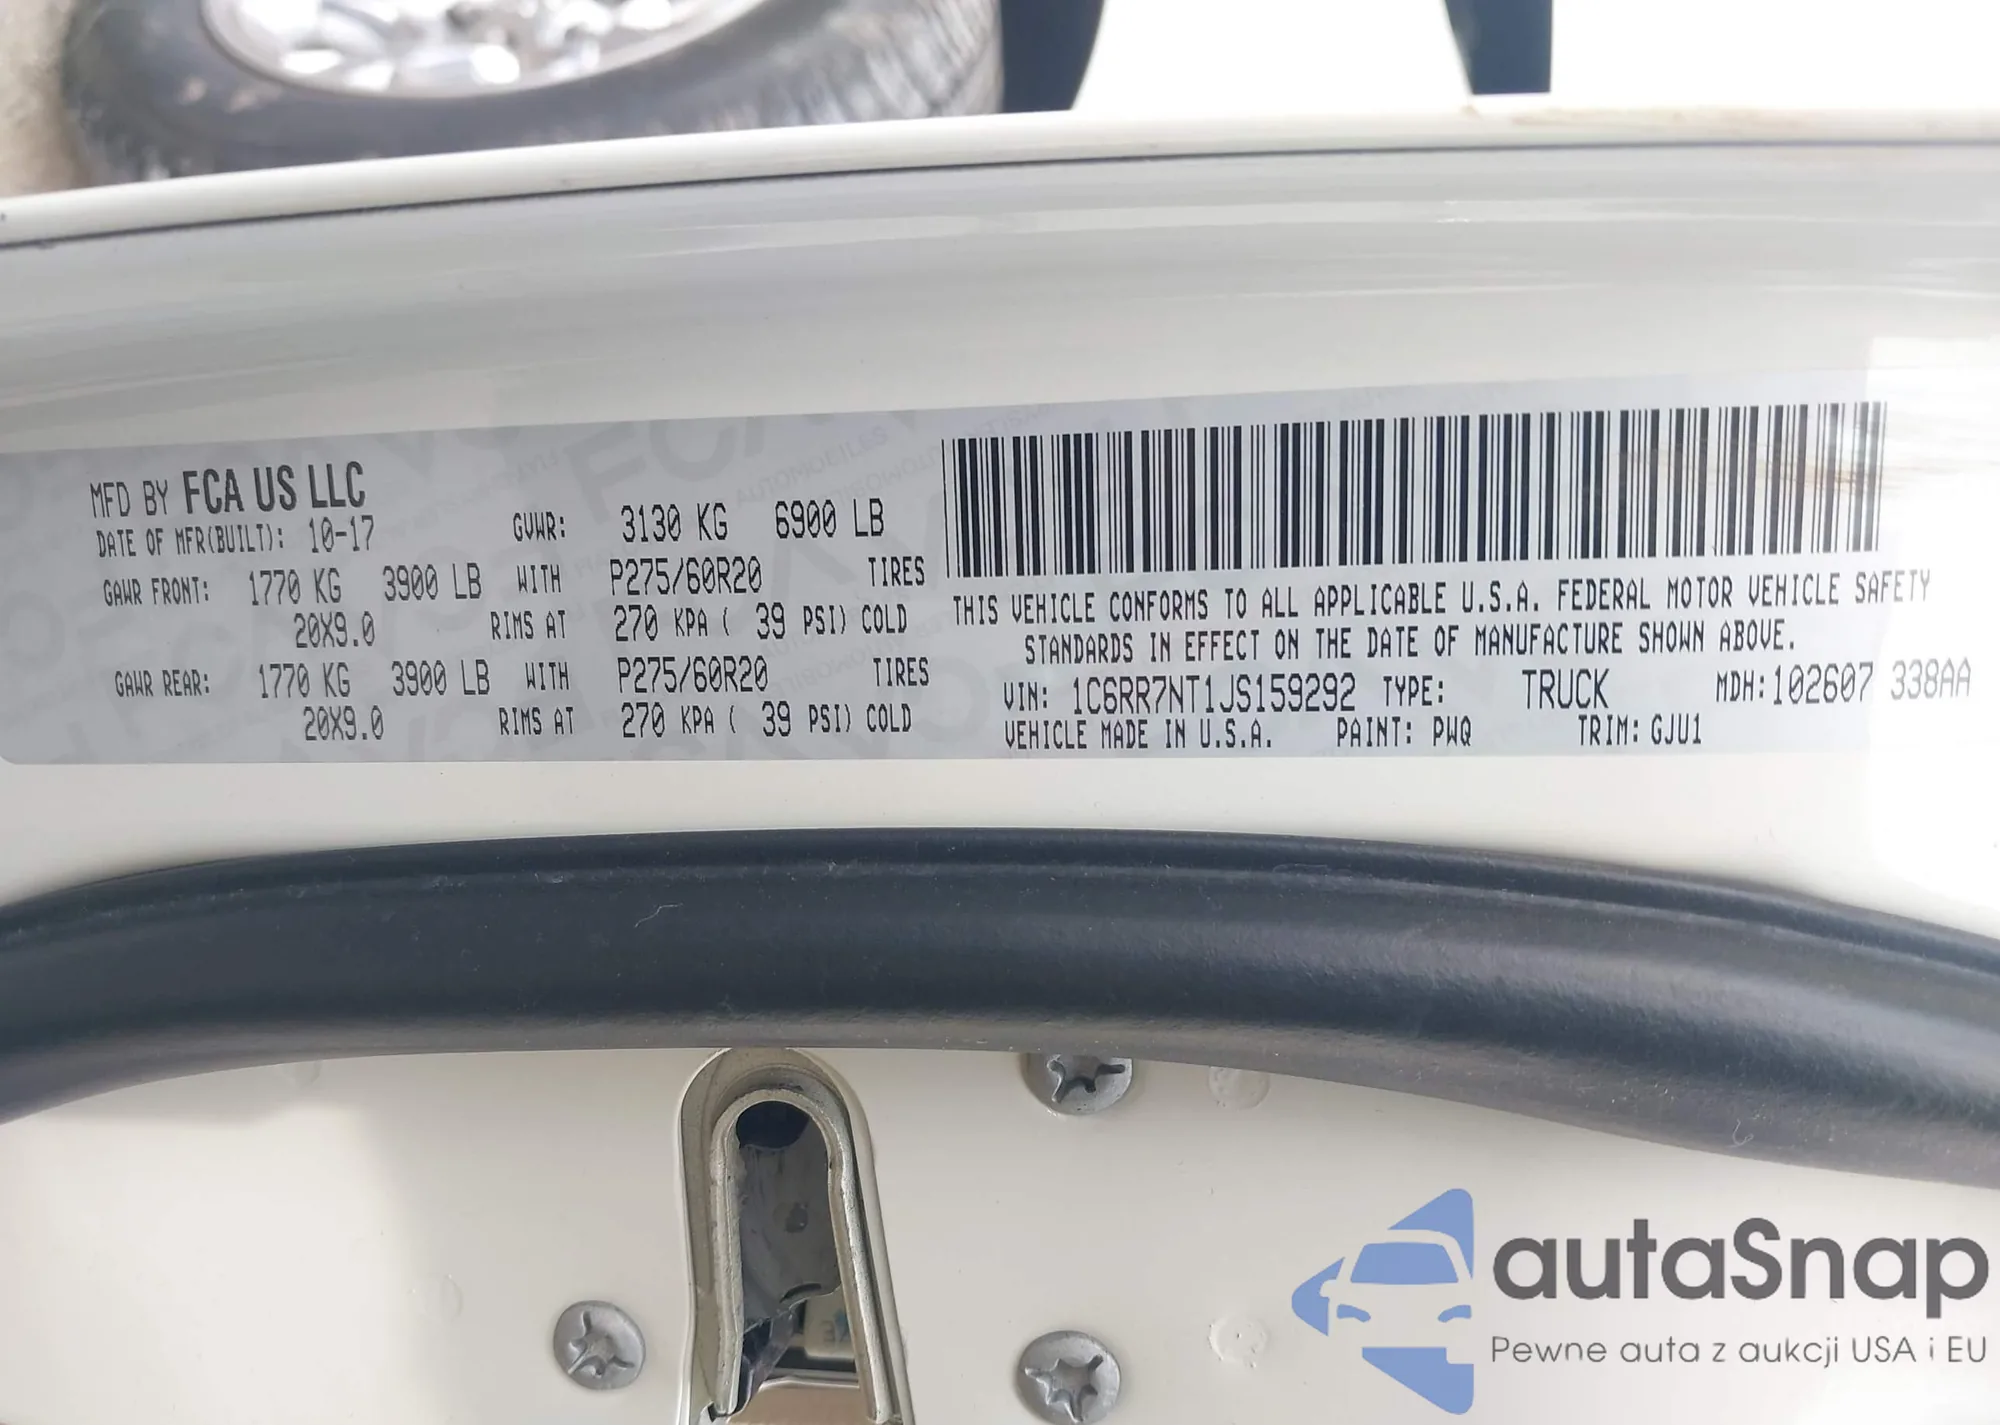 MFD BY FCA US LLC
DATE OF MFR(BUILT): 10-17 GVWR: 3130 KG 6900 LB
GAWR FRONT: 1770 KG 3900 LB WITH P275/60R20 TIRES
20X9.0 RIMS AT 270 KPA ( 39 PSI) COLD
GAWR REAR: 1770 KG 3900 LB WITH P275/60R20 TIRES
20X9.0 RIMS AT 270 KPA ( 39 PSI) COLD
THIS VEHICLE CONFORMS TO ALL APPLICABLE U.S.A. FEDERAL MOTOR VEHICLE SAFETY
STANDARDS IN EFFECT ON THE DATE OF MANUFACTURE SHOWN ABOVE.
VIN: 1C6RR7NT1JS159292 TYPE: TRUCK MDH:102607 338AA
VEHICLE MADE IN U.S.A. PAINT: PWQ TRIM: GJU1
autaSnap
Pewne auta z aukcji USA i EU